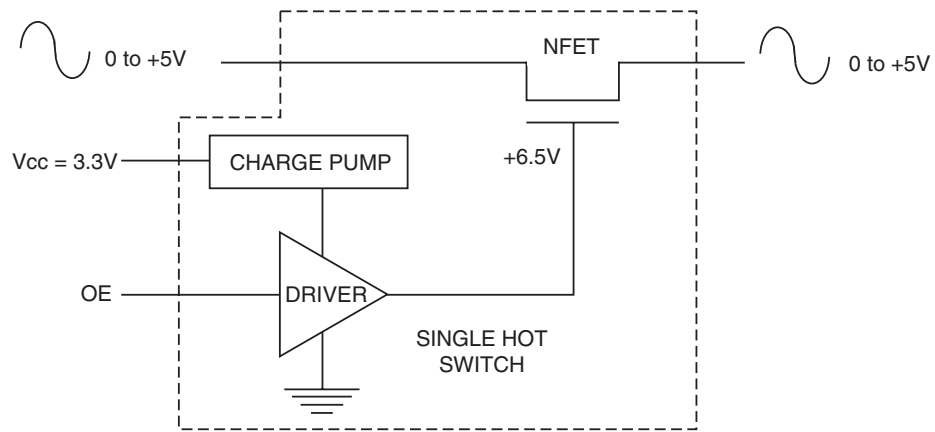 NFET
0 to +5V
0 to +5V
Vcc = 3.3V
CHARGE PUMP
+6.5V
OE
DRIVER
SINGLE HOT
SWITCH